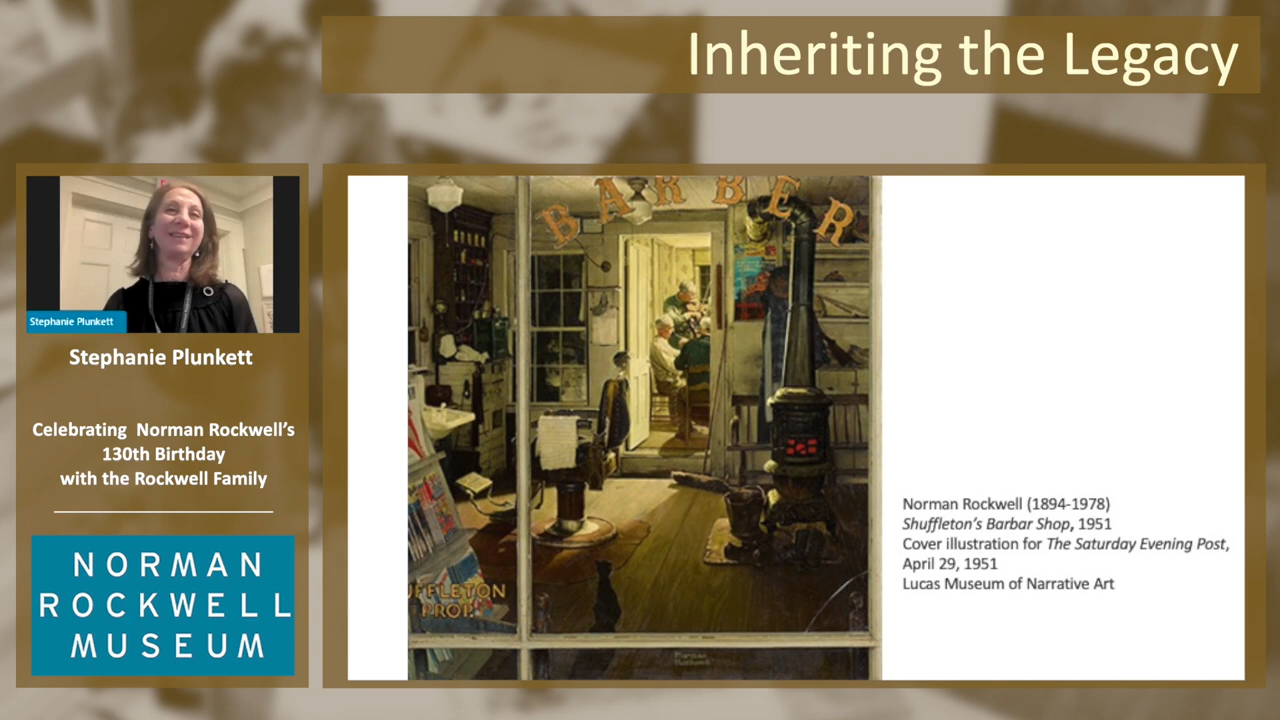 Inheriting the Legacy
Stephanie Plunkett
Stephanie Plunkett
Celebrating Norman Rockwell's
130th Birthday
with the Rockwell Family
NORMAN
ROCKWELL
MUSEUM
BARBER
UFFLETON
PROP.
Norman
Rockwell
Norman Rockwell (1894-1978)
Shuffleton's Barbar Shop, 1951
Cover illustration for The Saturday Evening Post,
April 29, 1951
Lucas Museum of Narrative Art